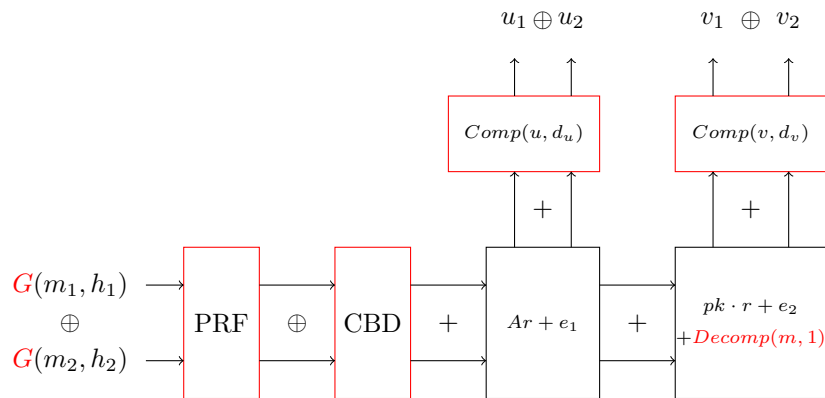 u₁ ⊕ u₂ v₁ ⊕ v₂
Comp(u, d_u) Comp(v, d_v)
+ +
G(m₁, h₁)
⊕
G(m₂, h₂)
PRF
⊕
CBD
+
Ar + e₁
+
pk · r + e₂
+Decomp(m, 1)